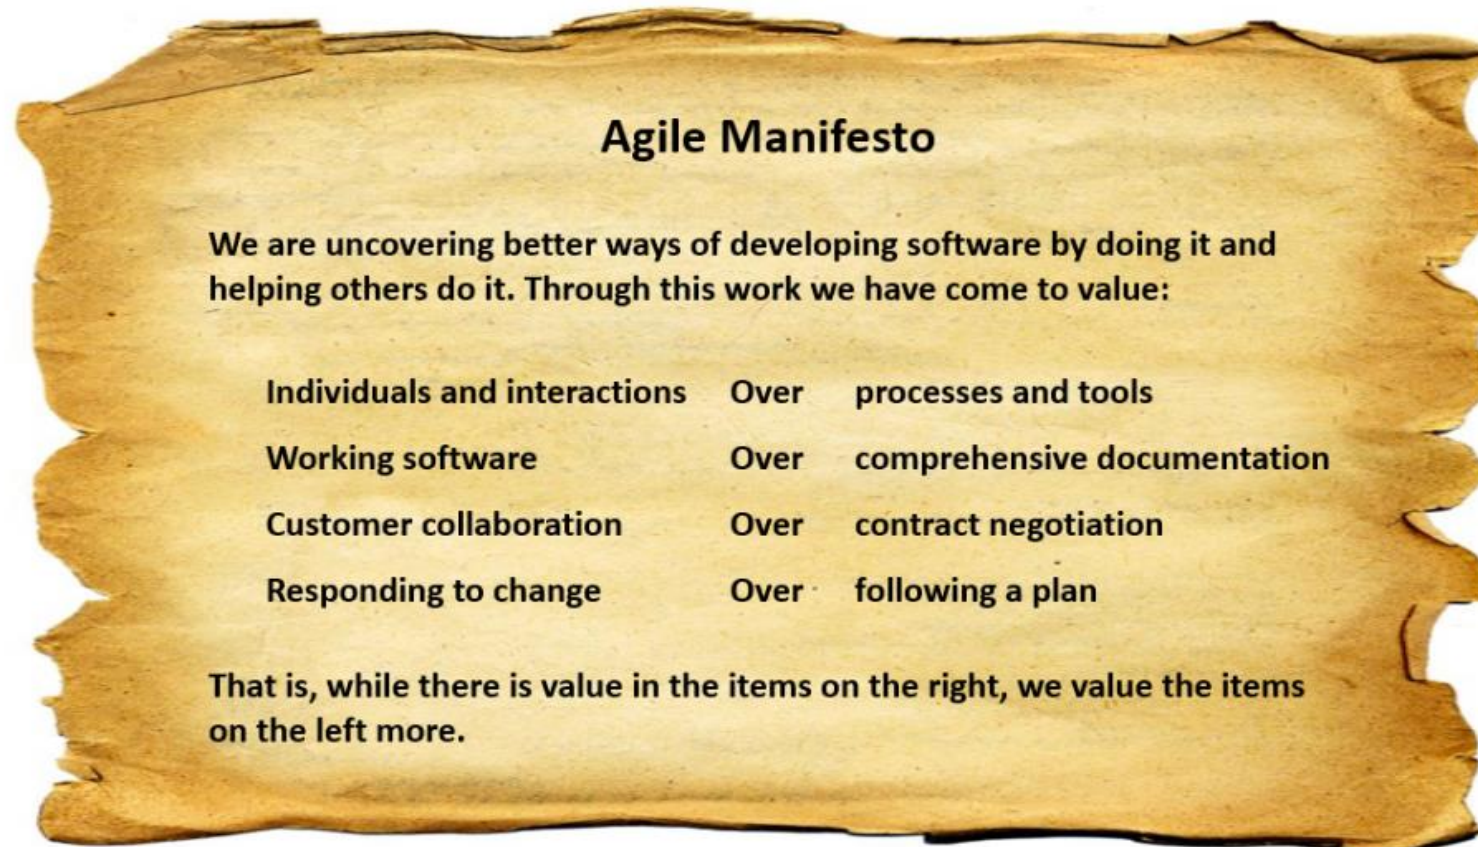 Agile Manifesto
We are uncovering better ways of developing software by doing it and
helping others do it. Through this work we have come to value:
Individuals and interactions Over processes and tools
Working software Over comprehensive documentation
Customer collaboration Over contract negotiation
Responding to change Over following a plan
That is, while there is value in the items on the right, we value the items
on the left more.